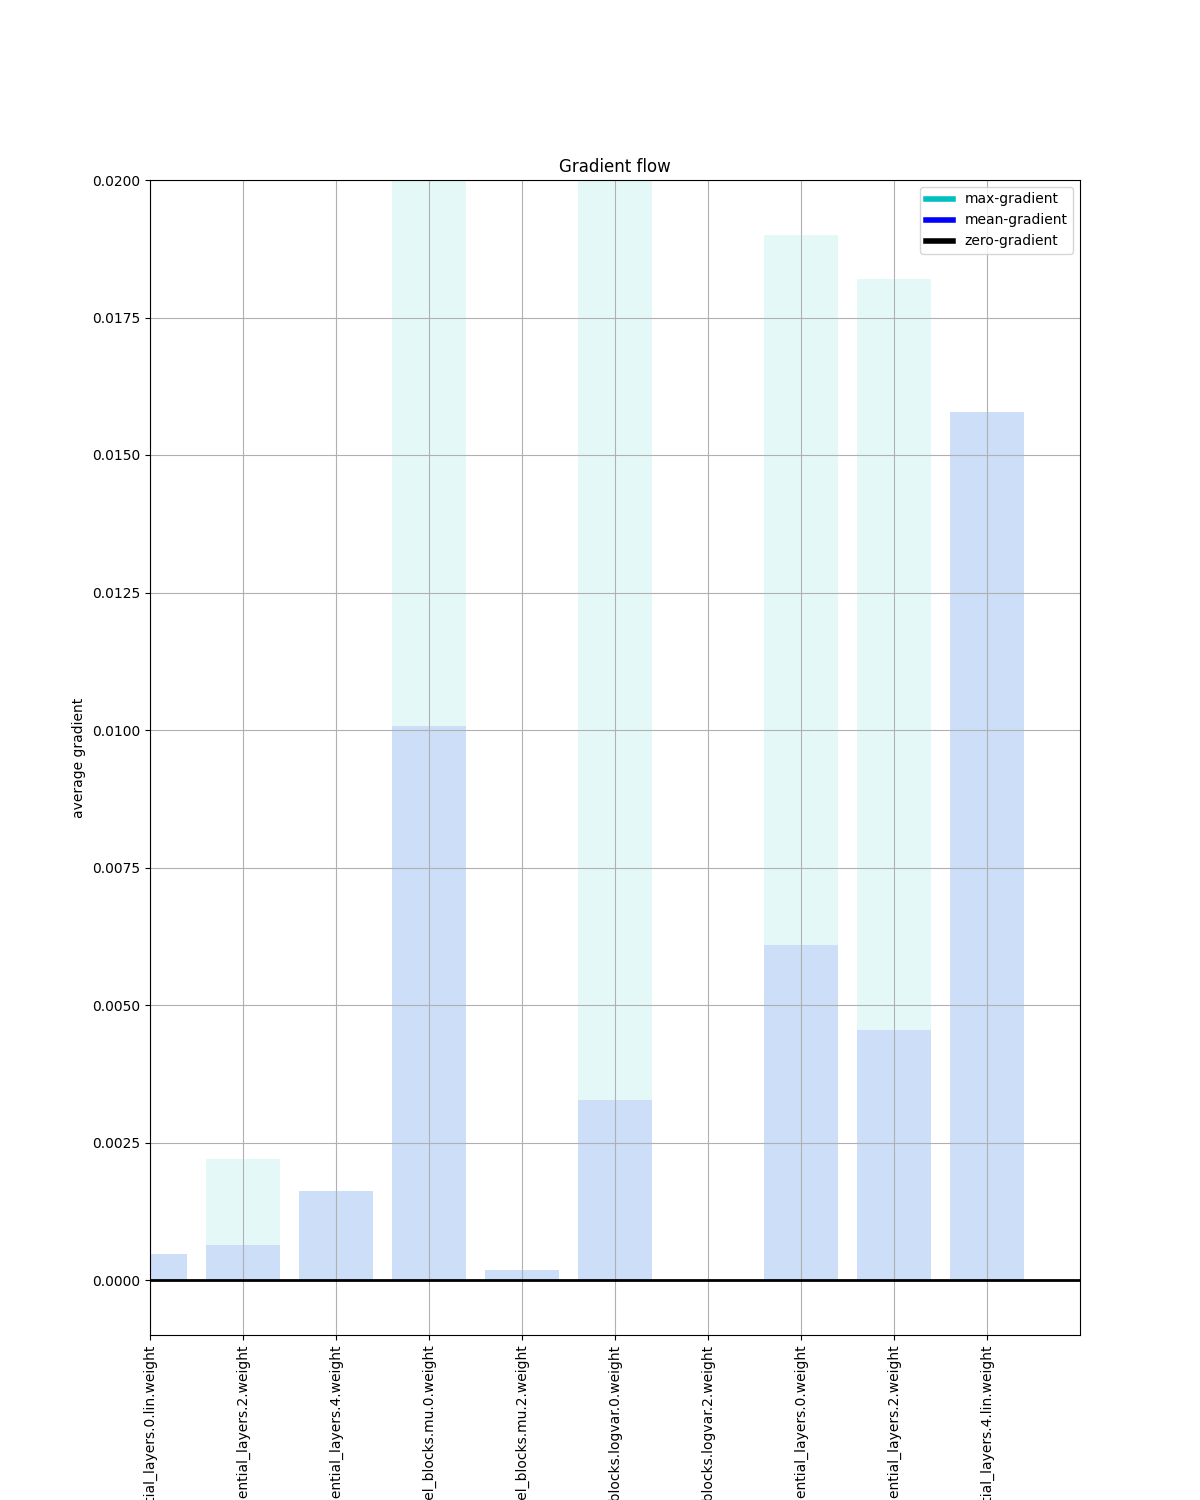 Gradient flow
max-gradient
mean-gradient
zero-gradient
0.0200
0.0175
0.0150
0.0125
0.0100
0.0075
0.0050
0.0025
0.0000
average gradient
tial_layers.0.lin.weight
ential_layers.2.weight
ential_layers.4.weight
el_blocks.mu.0.weight
el_blocks.mu.2.weight
blocks.logvar.0.weight
blocks.logvar.2.weight
ential_layers.0.weight
ential_layers.2.weight
tial_layers.4.lin.weight